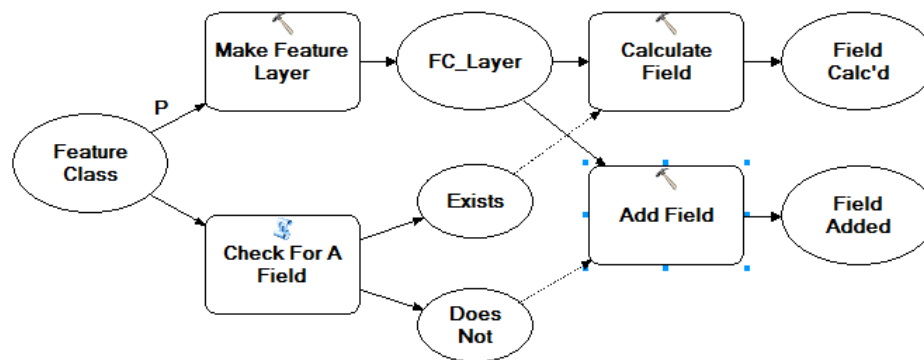 Make Feature
Layer
FC_Layer
Calculate
Field
Field
Calc'd
P
Feature
Class
Exists
Add Field
Field
Added
Check For A
Field
Does
Not